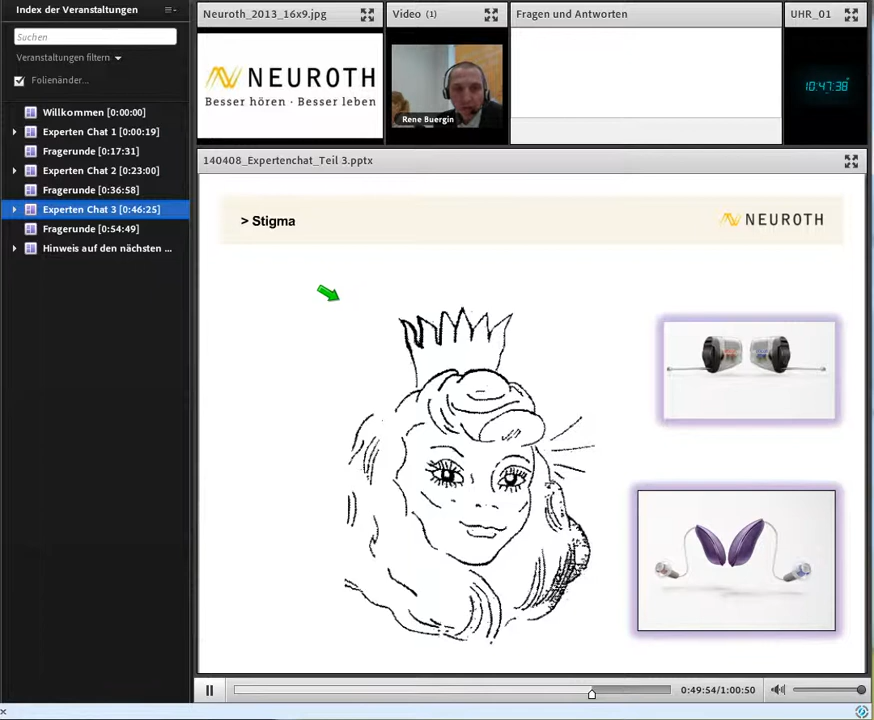 Index der Veranstaltungen
Suchen
Veranstaltungen filtern
Folienänder...
Willkommen [0:00:00]
Experten Chat 1 [0:00:19]
Fragerunde [0:17:31]
Experten Chat 2 [0:23:00]
Fragerunde [0:36:58]
Experten Chat 3 [0:46:25]
Fragerunde [0:54:49]
Hinweis auf den nächsten ...
Neuroth_2013_16x9.jpg
NEUROTH
Besser hören · Besser leben
Video (1)
Rene Buergin
Fragen und Antworten
UHR_01
10:47:38
140408_Expertenchat_Teil 3.pptx
> Stigma
NEUROTH
0:49:54/1:00:50